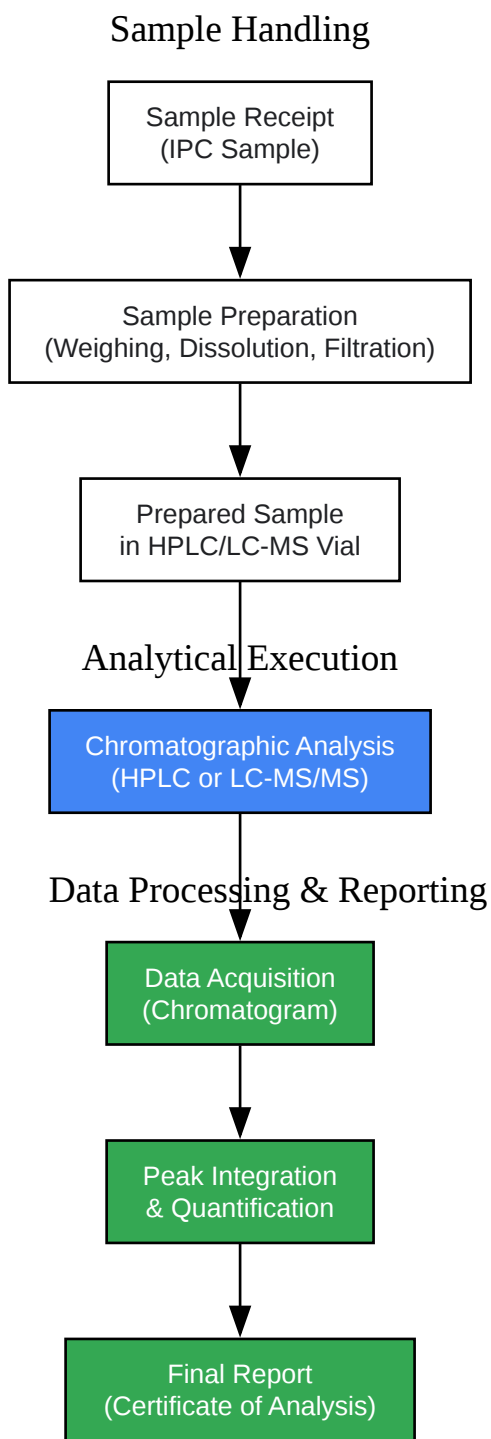 Sample Handling
Sample Receipt
(IPC Sample)
Sample Preparation
(Weighing, Dissolution, Filtration)
Prepared Sample
in HPLC/LC-MS Vial
Analytical Execution
Chromatographic Analysis
(HPLC or LC-MS/MS)
Data Processing & Reporting
Data Acquisition
(Chromatogram)
Peak Integration
& Quantification
Final Report
(Certificate of Analysis)